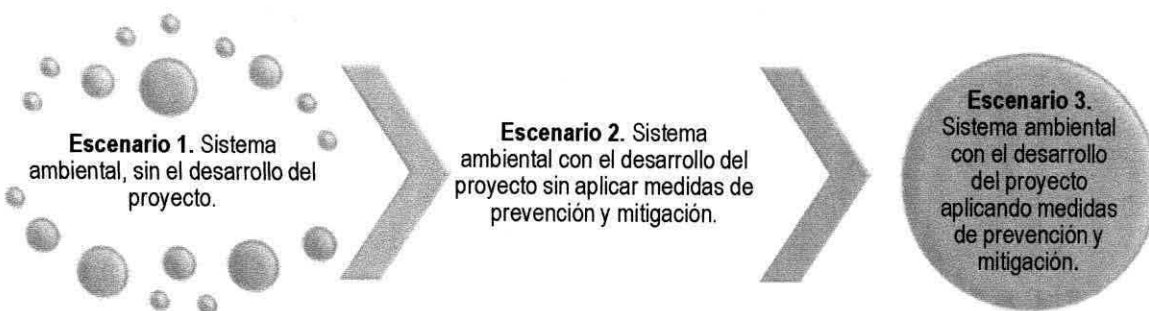 Escenario 1. Sistema
ambiental, sin el desarrollo del
proyecto.
Escenario 2. Sistema
ambiental con el desarrollo del
proyecto sin aplicar medidas de
prevención y mitigación.
Escenario 3.
Sistema ambiental
con el desarrollo
del proyecto
aplicando medidas
de prevención y
mitigación.